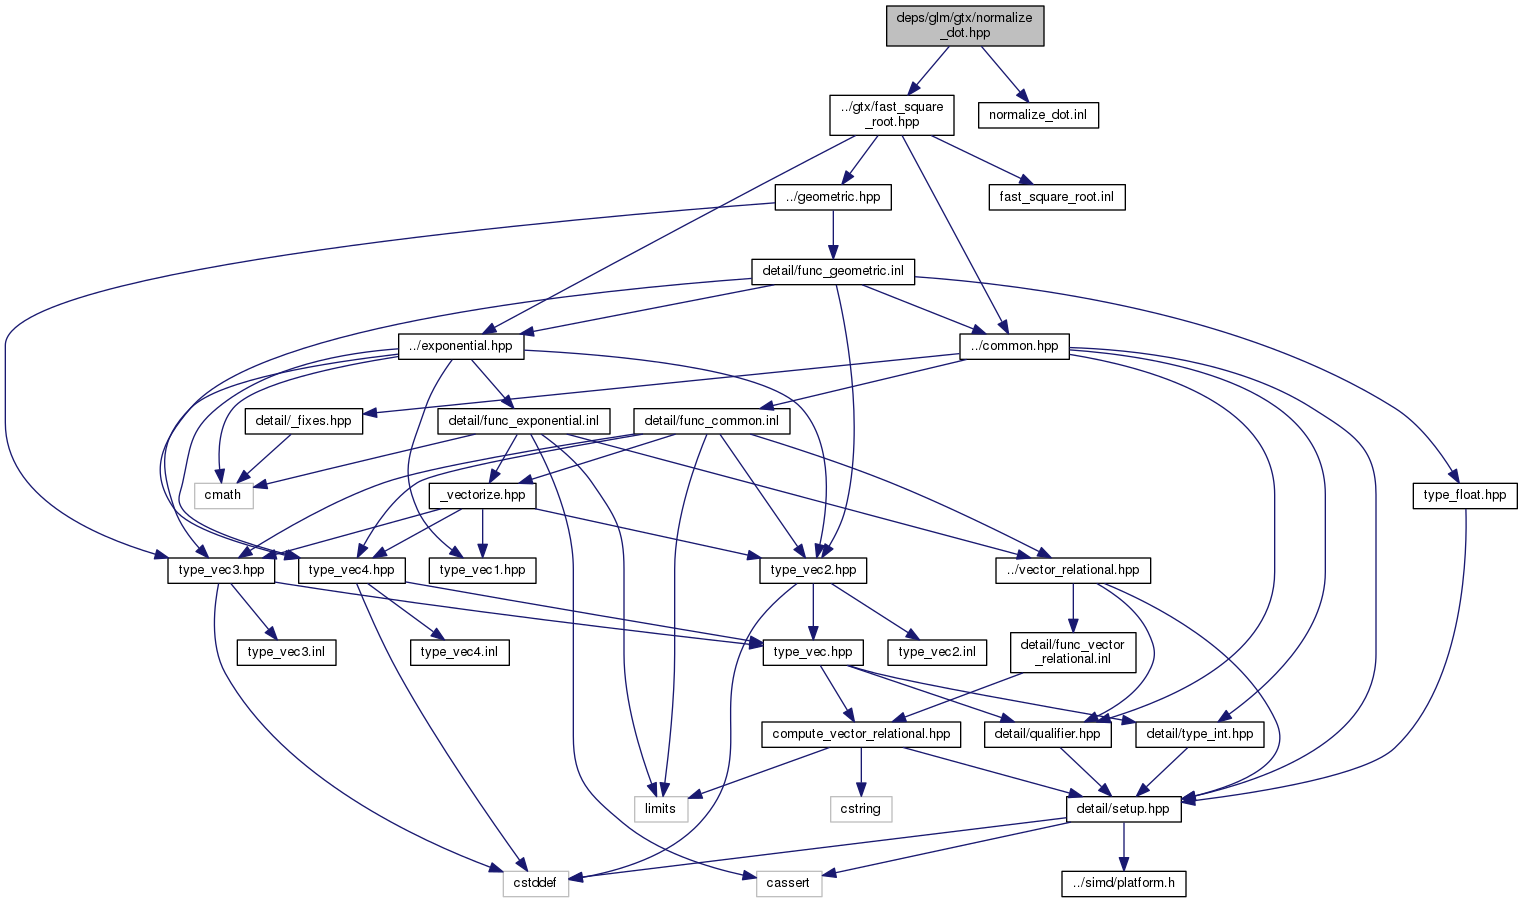 deps/glm/gtx/normalize
_dot.hpp
../gtx/fast_square
_root.hpp
normalize_dot.inl
../geometric.hpp
fast_square_root.inl
detail/func_geometric.inl
../exponential.hpp
../common.hpp
detail/_fixes.hpp
detail/func_exponential.inl
detail/func_common.inl
cmath
_vectorize.hpp
type_float.hpp
type_vec3.hpp
type_vec4.hpp
type_vec1.hpp
type_vec2.hpp
../vector_relational.hpp
type_vec3.inl
type_vec4.inl
type_vec.hpp
type_vec2.inl
detail/func_vector
_relational.inl
compute_vector_relational.hpp
detail/qualifier.hpp
detail/type_int.hpp
limits
cstring
detail/setup.hpp
cstddef
cassert
../simd/platform.h